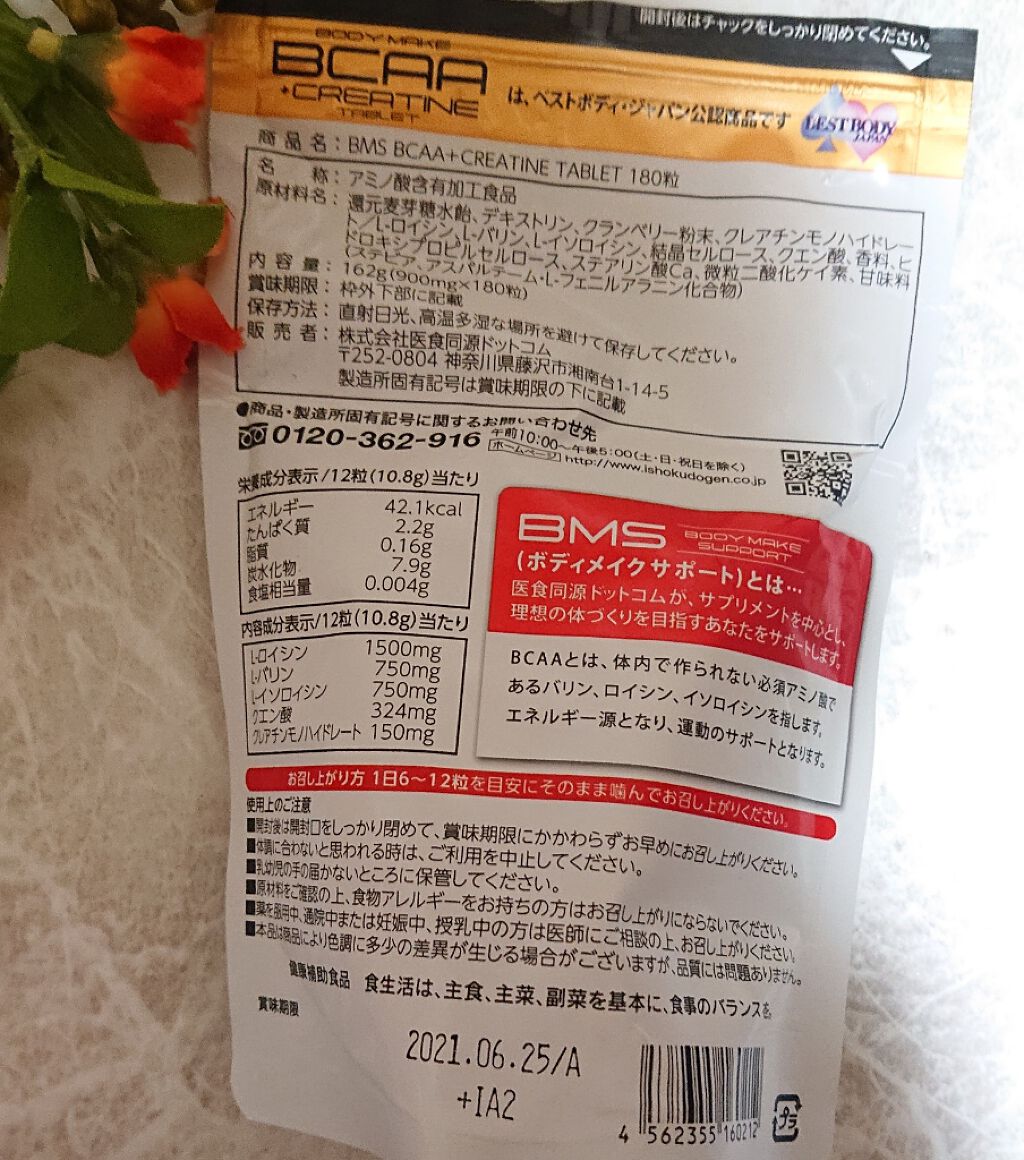 開封後はチャックをしっかり閉めてください。
BODY MAKE
BCAA
+CREATINE
TABLET
は、ベストボディ・ジャパン公認商品です
BEST BODY
JAPAN
商品名：BMS BCAA+CREATINE TABLET 180粒
名称：アミノ酸含有加工食品
原材料名：還元麦芽糖水飴、デキストリン、クランベリー粉末、クレアチンモノハイドレー
ト/L-ロイシン、L-バリン、L-イソロイシン、結晶セルロース、クエン酸、香料、ヒ
ドロキシプロピルセルロース、ステアリン酸Ca、微粒二酸化ケイ素、甘味料
(ステビア、アスパルテーム・L-フェニルアラニン化合物)
内容量：162g(900mg×180粒)
賞味期限：枠外下部に記載
保存方法：直射日光、高温多湿な場所を避けて保存してください。
販売者：株式会社医食同源ドットコム
〒252-0804 神奈川県藤沢市湘南台1-14-5
製造所固有記号は賞味期限の下に記載
●商品・製造所固有記号に関するお問い合わせ先
0120-362-916 午前10:00～午後5:00(土・日・祝日を除く)
ホームページ http://www.ishokudogen.co.jp
栄養成分表示/12粒(10.8g)当たり
エネルギー 42.1kcal
たんぱく質 2.2g
脂質 0.16g
炭水化物 7.9g
食塩相当量 0.004g
内容成分表示/12粒(10.8g)当たり
L-ロイシン 1500mg
L-バリン 750mg
L-イソロイシン 750mg
クエン酸 324mg
クレアチンモノハイドレート 150mg
BMS BODY MAKE SUPPORT
(ボディメイクサポート)とは…
医食同源ドットコムが、サプリメントを中心とし、
理想の体づくりを目指すあなたをサポートします。
BCAAとは、体内で作られない必須アミノ酸で
あるバリン、ロイシン、イソロイシンを指します。
エネルギー源となり、運動のサポートとなります。
お召し上がり方 1日6～12粒を目安にそのまま噛んでお召し上がりください。
使用上のご注意
■開封後は開封口をしっかり閉めて、賞味期限にかかわらずお早めにお召し上がりください。
■体調に合わないと思われる時は、ご利用を中止してください。
■乳幼児の手の届かないところに保管してください。
■原材料をご確認の上、食物アレルギーをお持ちの方はお召し上がりにならないでください。
■薬を服用中、通院中または妊娠中、授乳中の方は医師にご相談の上、お召し上がりください。
■本品は商品により色調に多少の差異が生じる場合がございますが、品質には問題ありません。
健康補助食品 食生活は、主食、主菜、副菜を基本に、食事のバランスを。
賞味期限
2021.06.25/A
+IA2
4 562355 160212
プラ